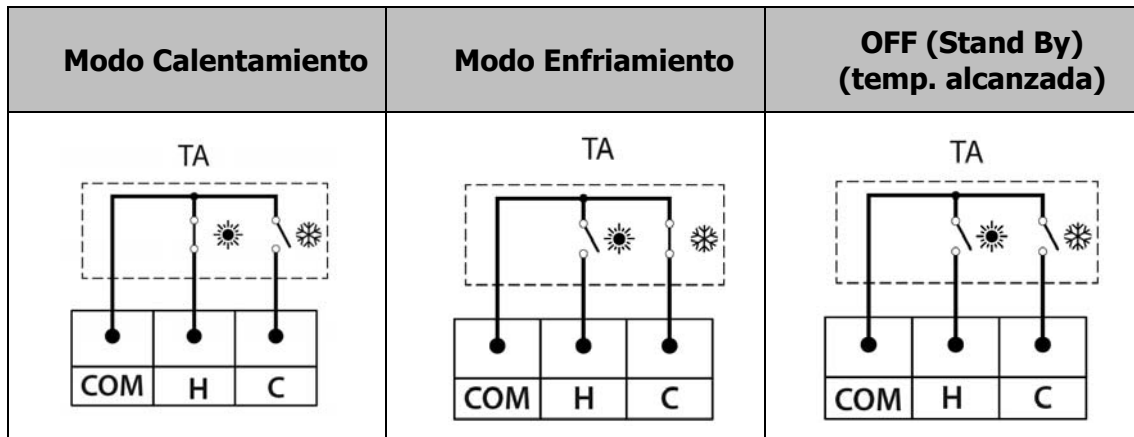 Modo Calentamiento
Modo Enfriamiento
OFF (Stand By)
(temp. alcanzada)
TA
COM H C
TA
COM H C
TA
COM H C